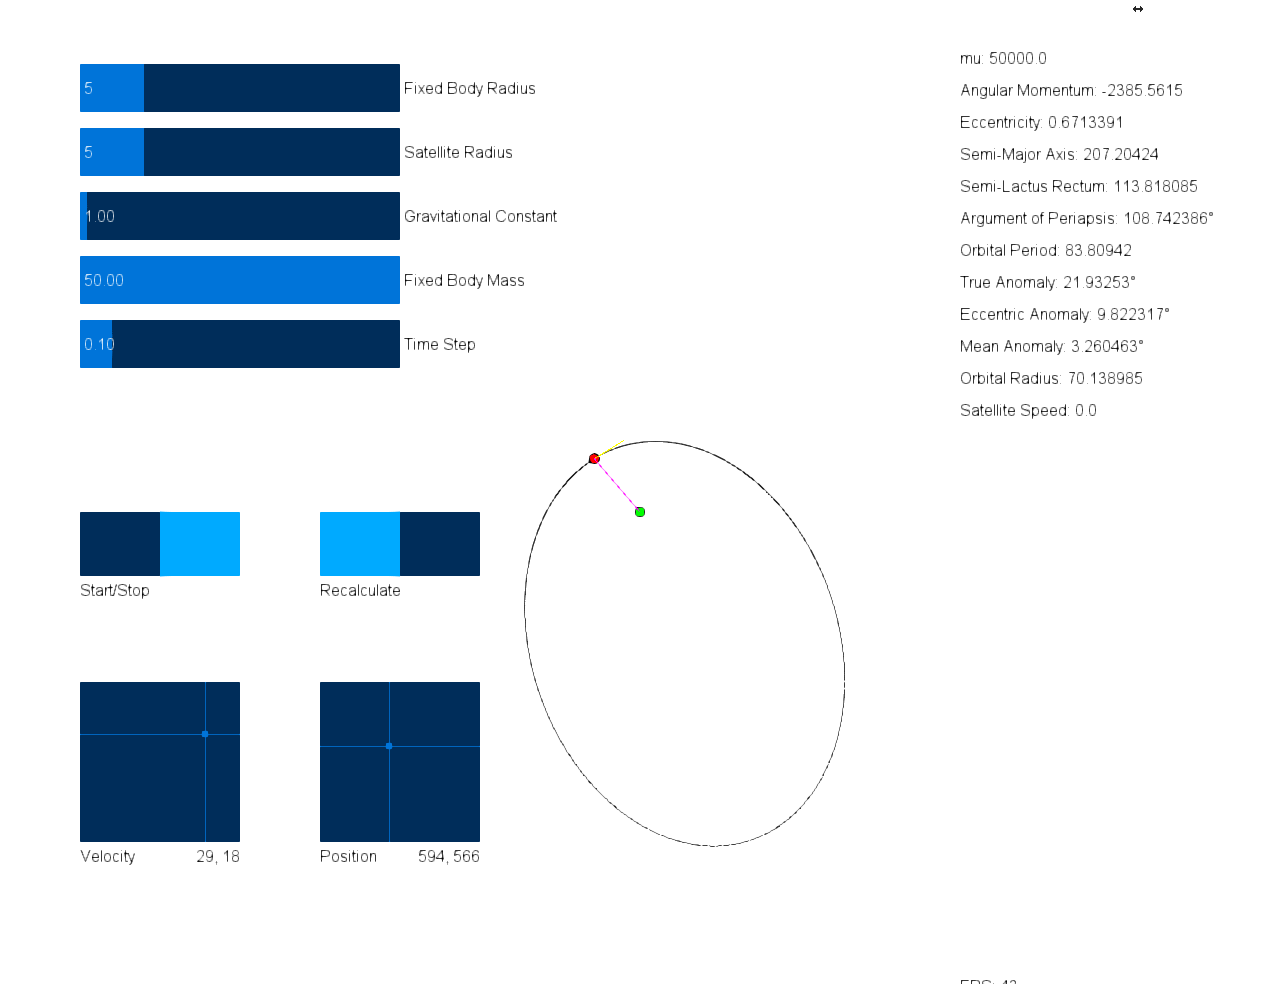 mu: 50000.0
5
Fixed Body Radius
Angular Momentum: -2385.5615
Eccentricity: 0.6713391
5
Satellite Radius
Semi-Major Axis: 207.20424
Semi-Lactus Rectum: 113.818085
1.00
Gravitational Constant
Argument of Periapsis: 108.742386°
Orbital Period: 83.80942
50.00
Fixed Body Mass
True Anomaly: 21.93253°
Eccentric Anomaly: 9.822317°
0.10
Time Step
Mean Anomaly: 3.260463°
Orbital Radius: 70.138985
Satellite Speed: 0.0
Start/Stop
Recalculate
Velocity 29, 18
Position 594, 566
FPS: 43